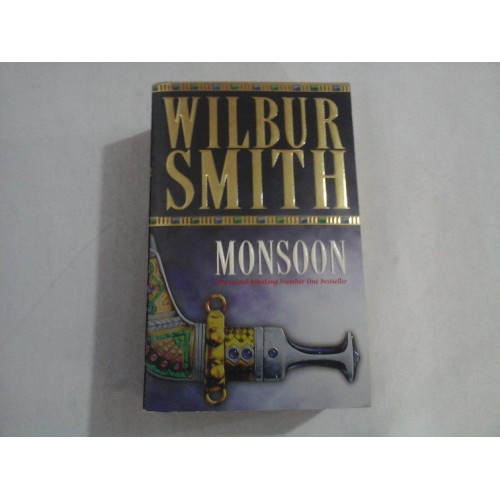 WILBUR
SMITH
MONSOON
The record-breaking Number One bestseller